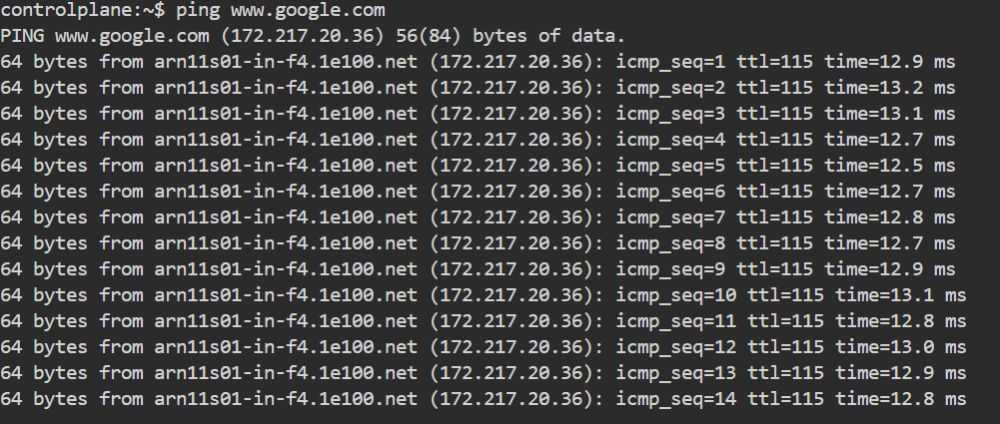 controlplane:~$ ping www.google.com
PING www.google.com (172.217.20.36) 56(84) bytes of data.
64 bytes from arn11s01-in-f4.1e100.net (172.217.20.36): icmp_seq=1 ttl=115 time=12.9 ms
64 bytes from arn11s01-in-f4.1e100.net (172.217.20.36): icmp_seq=2 ttl=115 time=13.2 ms
64 bytes from arn11s01-in-f4.1e100.net (172.217.20.36): icmp_seq=3 ttl=115 time=13.1 ms
64 bytes from arn11s01-in-f4.1e100.net (172.217.20.36): icmp_seq=4 ttl=115 time=12.7 ms
64 bytes from arn11s01-in-f4.1e100.net (172.217.20.36): icmp_seq=5 ttl=115 time=12.5 ms
64 bytes from arn11s01-in-f4.1e100.net (172.217.20.36): icmp_seq=6 ttl=115 time=12.7 ms
64 bytes from arn11s01-in-f4.1e100.net (172.217.20.36): icmp_seq=7 ttl=115 time=12.8 ms
64 bytes from arn11s01-in-f4.1e100.net (172.217.20.36): icmp_seq=8 ttl=115 time=12.7 ms
64 bytes from arn11s01-in-f4.1e100.net (172.217.20.36): icmp_seq=9 ttl=115 time=12.9 ms
64 bytes from arn11s01-in-f4.1e100.net (172.217.20.36): icmp_seq=10 ttl=115 time=13.1 ms
64 bytes from arn11s01-in-f4.1e100.net (172.217.20.36): icmp_seq=11 ttl=115 time=12.8 ms
64 bytes from arn11s01-in-f4.1e100.net (172.217.20.36): icmp_seq=12 ttl=115 time=13.0 ms
64 bytes from arn11s01-in-f4.1e100.net (172.217.20.36): icmp_seq=13 ttl=115 time=12.9 ms
64 bytes from arn11s01-in-f4.1e100.net (172.217.20.36): icmp_seq=14 ttl=115 time=12.8 ms